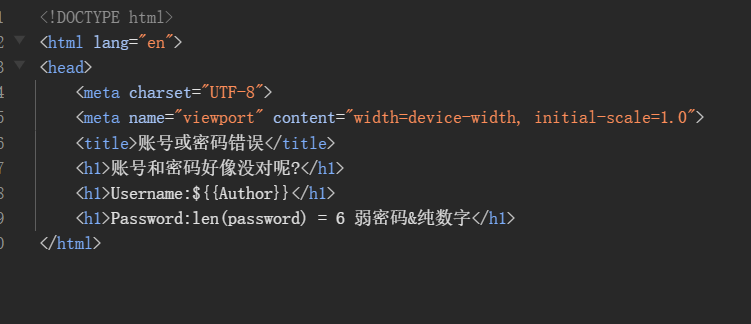 1 <!DOCTYPE html>
2 <html lang="en">
3 <head>
4 <meta charset="UTF-8">
5 <meta name="viewport" content="width=device-width, initial-scale=1.0">
6 <title>账号或密码错误</title>
7 <h1>账号和密码好像没对呢?</h1>
8 <h1>Username:${{Author}}</h1>
9 <h1>Password:len(password) = 6 弱密码&纯数字</h1>
0 </html>